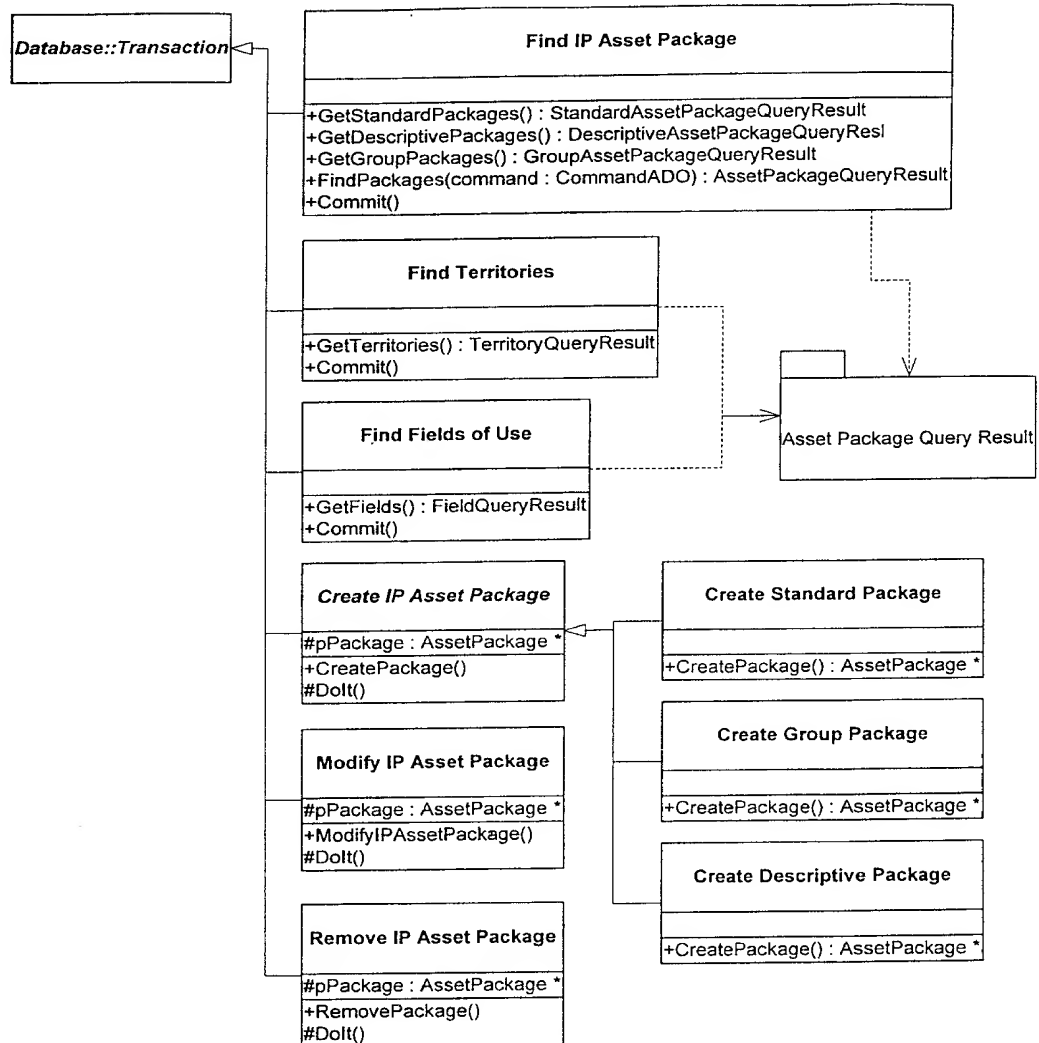 Database::Transaction
Find IP Asset Package
+GetStandardPackages() : StandardAssetPackageQueryResult
+GetDescriptivePackages() : DescriptiveAssetPackageQueryResl
+GetGroupPackages() : GroupAssetPackageQueryResult
+FindPackages(command : CommandADO) : AssetPackageQueryResult
+Commit()
Find Territories
+GetTerritories() : TerritoryQueryResult
+Commit()
Asset Package Query Result
Find Fields of Use
+GetFields() : FieldQueryResult
+Commit()
Create IP Asset Package
#pPackage : AssetPackage *
+CreatePackage()
#DoIt()
Create Standard Package
+CreatePackage() : AssetPackage *
Create Group Package
+CreatePackage() : AssetPackage *
Create Descriptive Package
+CreatePackage() : AssetPackage *
Modify IP Asset Package
#pPackage : AssetPackage *
+ModifyIPAssetPackage()
#DoIt()
Remove IP Asset Package
#pPackage : AssetPackage *
+RemovePackage()
#DoIt()